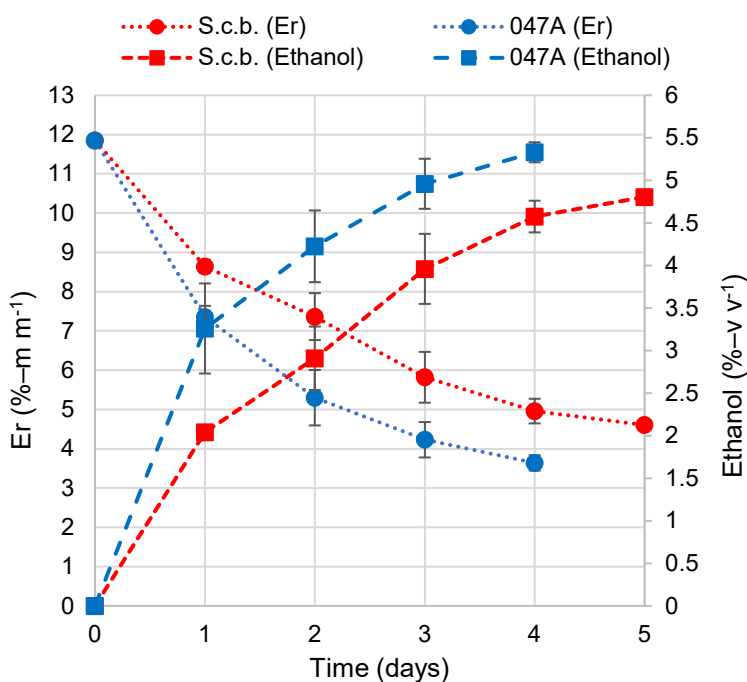 S.c.b. (Er) 047A (Er)
S.c.b. (Ethanol) 047A (Ethanol)
13 6
12 5.5
11 5
10 4.5
9 4
8 3.5
7 3
6 2.5
5 2
4 1.5
3 1
2 0.5
1 0
0
Er (%–m m⁻¹)
Ethanol (%–v v⁻¹)
0 1 2 3 4 5
Time (days)